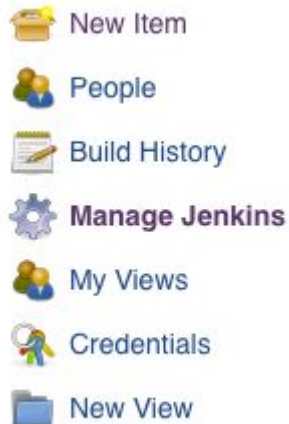 New Item
People
Build History
Manage Jenkins
My Views
Credentials
New View